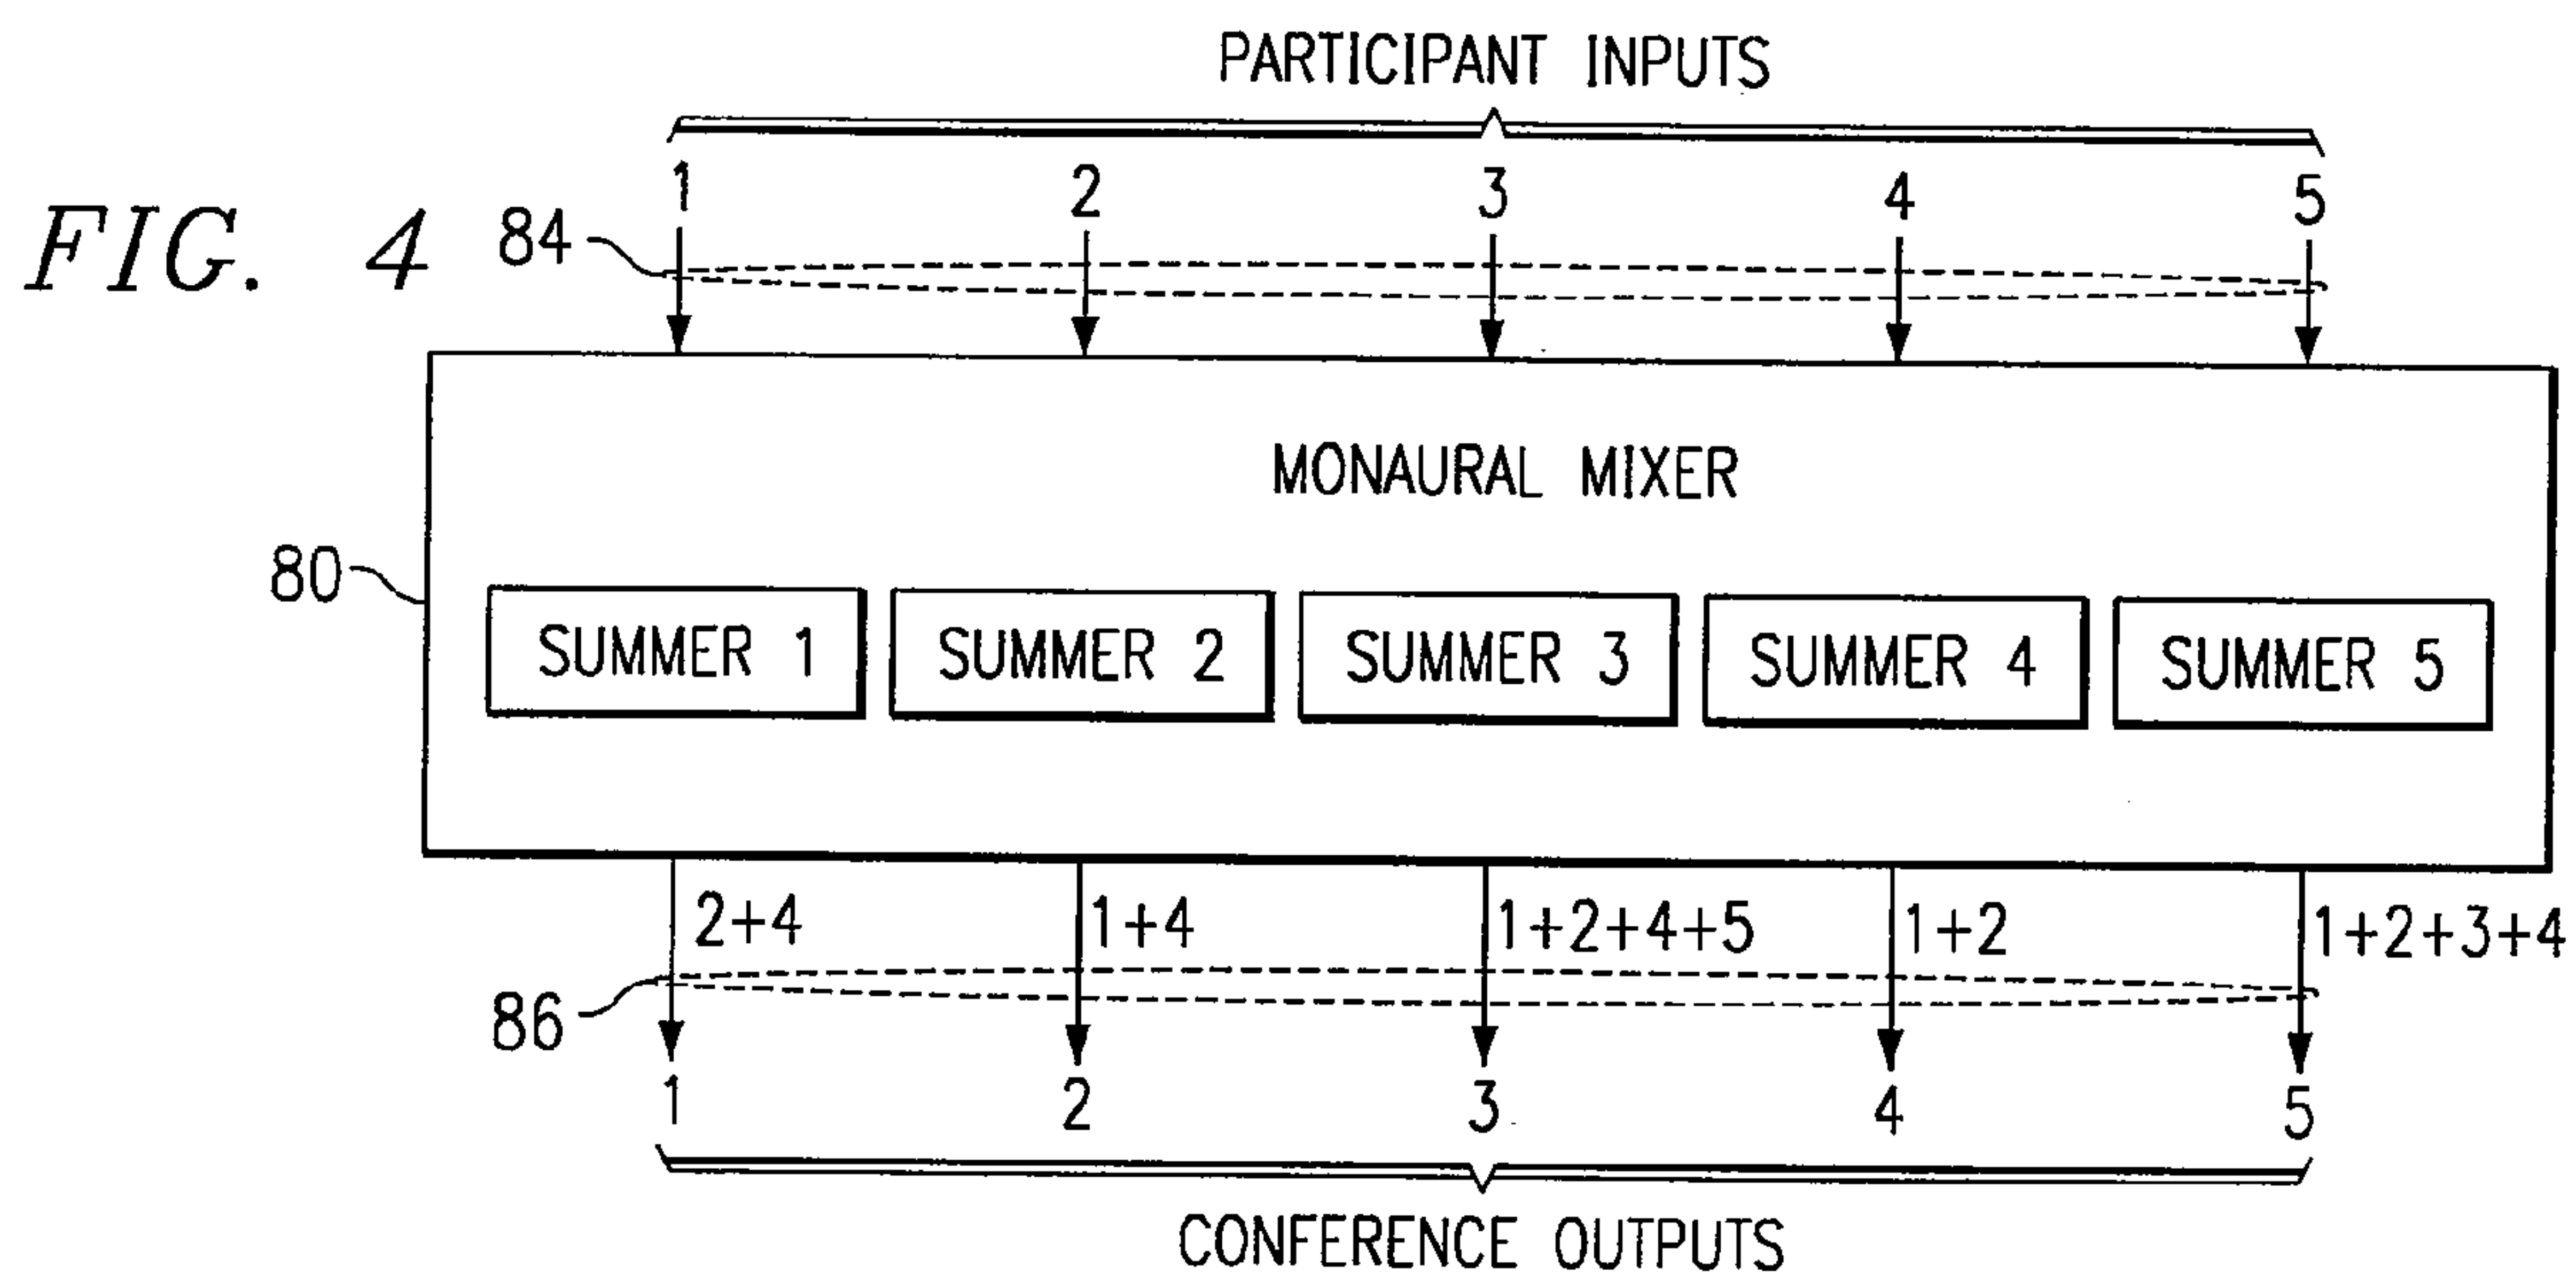 PARTICIPANT INPUTS
1 2 3 4 5
FIG. 4
84
MONAURAL MIXER
80
SUMMER 1 SUMMER 2 SUMMER 3 SUMMER 4 SUMMER 5
2+4 1+4 1+2+4+5 1+2 1+2+3+4
86
1 2 3 4 5
CONFERENCE OUTPUTS